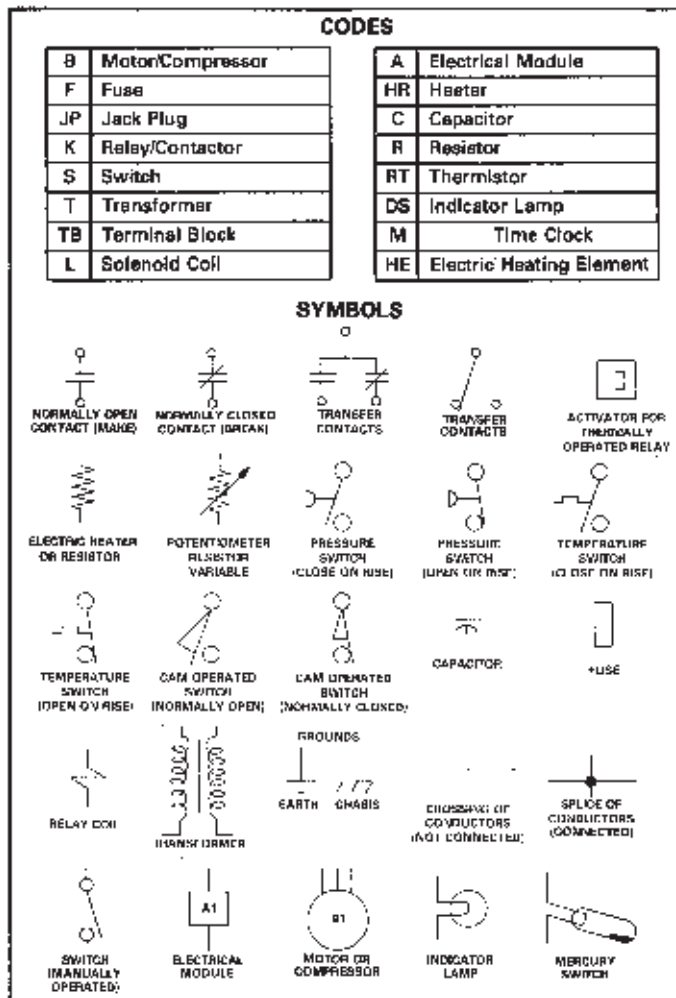 CODES
B Motor/Compressor
F Fuse
JP Jack Plug
K Relay/Contactor
S Switch
T Transformer
TB Terminal Block
L Solenoid Coil
A Electrical Module
HR Heater
C Capacitor
R Resistor
RT Thermistor
DS Indicator Lamp
M Time Clock
HE Electric Heating Element
SYMBOLS
NORMALLY OPEN
CONTACT (MAKE)
NORMALLY CLOSED
CONTACT (BREAK)
TRANSFER
CONTACTS
TRANSFER
CONTACTS
ACTIVATOR FOR
THERMALLY
OPERATED RELAY
ELECTRIC HEATER
OR RESISTOR
POTENTIOMETER
RESISTOR
VARIABLE
PRESSURE
SWITCH
(CLOSE ON RISE)
PRESSURE
SWITCH
(OPEN ON RISE)
TEMPERATURE
SWITCH
(CLOSE ON RISE)
TEMPERATURE
SWITCH
(OPEN ON RISE)
CAM OPERATED
SWITCH
(NORMALLY OPEN)
CAM OPERATED
SWITCH
(NORMALLY CLOSED)
CAPACITOR
FUSE
RELAY COIL
TRANSFORMER
GROUNDS
EARTH CHASIS
CROSSING OF
CONDUCTORS
(NOT CONNECTED)
SPLICE OF
CONDUCTORS
(CONNECTED)
SWITCH
(MANUALLY
OPERATED)
A1
ELECTRICAL
MODULE
B1
MOTOR OR
COMPRESSOR
INDICATOR
LAMP
MERCURY
SWITCH